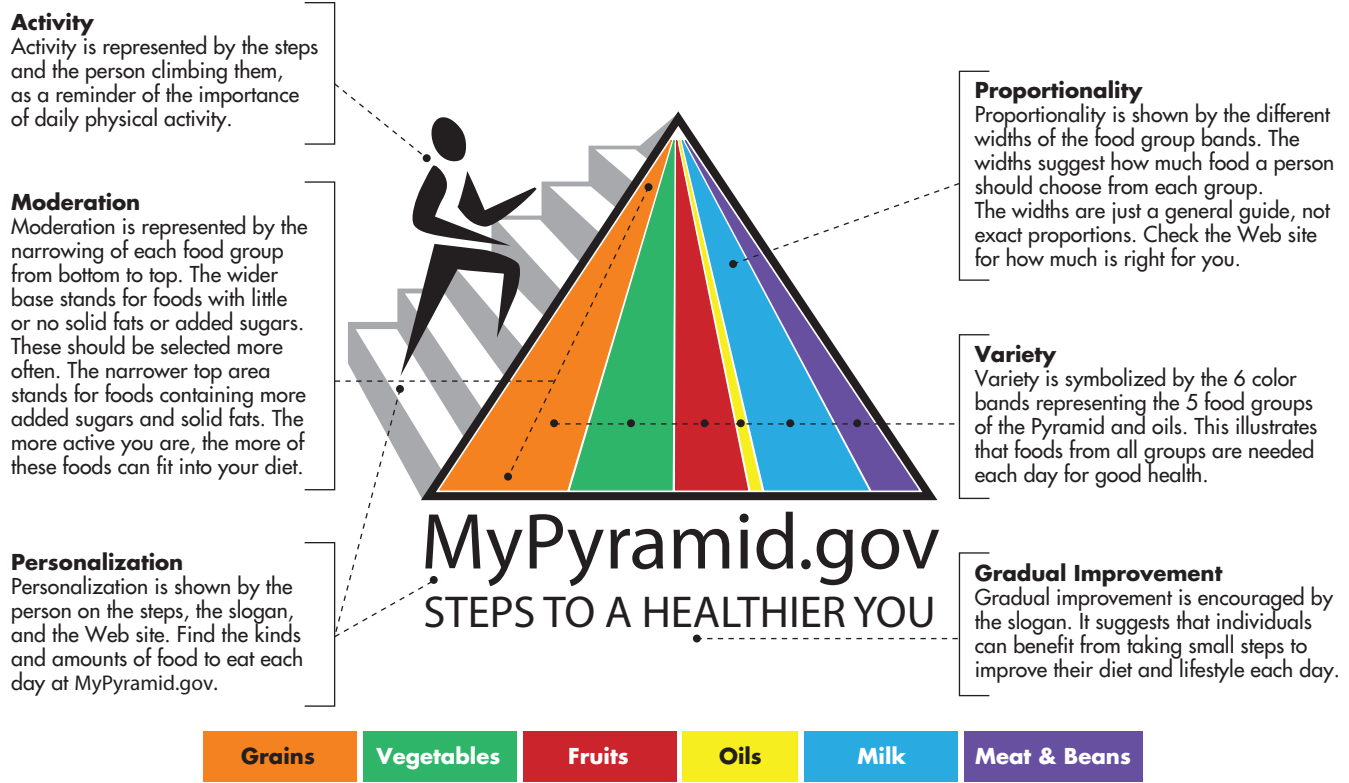 Activity
Activity is represented by the steps
and the person climbing them,
as a reminder of the importance
of daily physical activity.
Moderation
Moderation is represented by the
narrowing of each food group
from bottom to top. The wider
base stands for foods with little
or no solid fats or added sugars.
These should be selected more
often. The narrower top area
stands for foods containing more
added sugars and solid fats. The
more active you are, the more of
these foods can fit into your diet.
Personalization
Personalization is shown by the
person on the steps, the slogan,
and the Web site. Find the kinds
and amounts of food to eat each
day at MyPyramid.gov.
MyPyramid.gov
STEPS TO A HEALTHIER YOU
Proportionality
Proportionality is shown by the different
widths of the food group bands. The
widths suggest how much food a person
should choose from each group.
The widths are just a general guide, not
exact proportions. Check the Web site
for how much is right for you.
Variety
Variety is symbolized by the 6 color
bands representing the 5 food groups
of the Pyramid and oils. This illustrates
that foods from all groups are needed
each day for good health.
Gradual Improvement
Gradual improvement is encouraged by
the slogan. It suggests that individuals
can benefit from taking small steps to
improve their diet and lifestyle each day.
Grains
Vegetables
Fruits
Oils
Milk
Meat & Beans